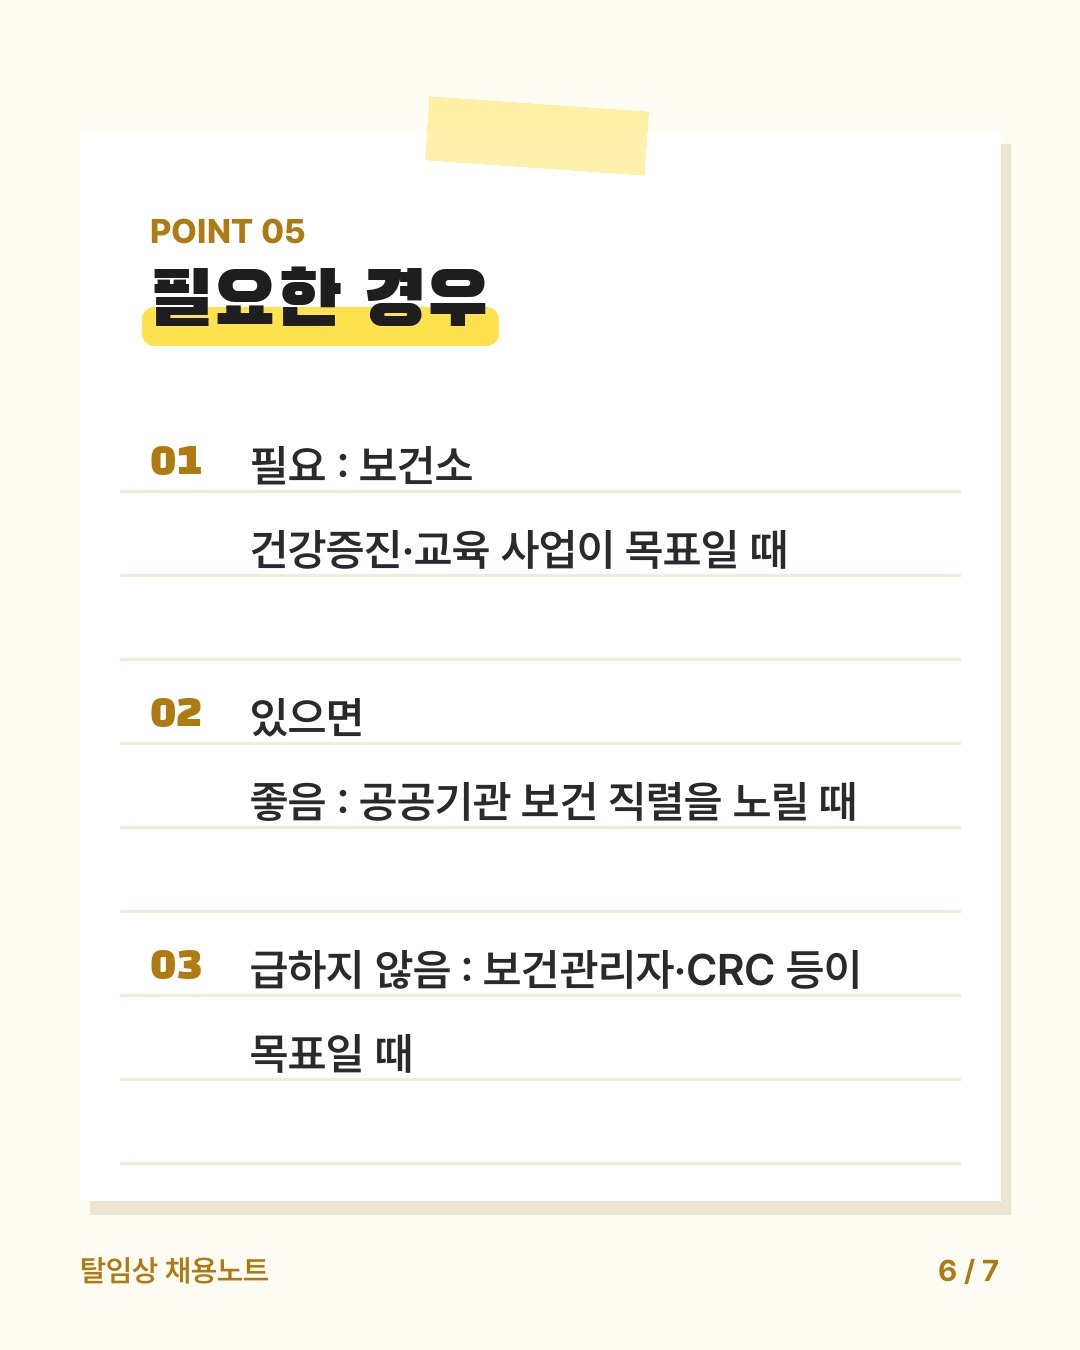 POINT 05
필요한 경우
01 필요 : 보건소
건강증진·교육 사업이 목표일 때
02 있으면
좋음 : 공공기관 보건 직렬을 노릴 때
03 급하지 않음 : 보건관리자·CRC 등이
목표일 때
탈임상 채용노트
6 / 7